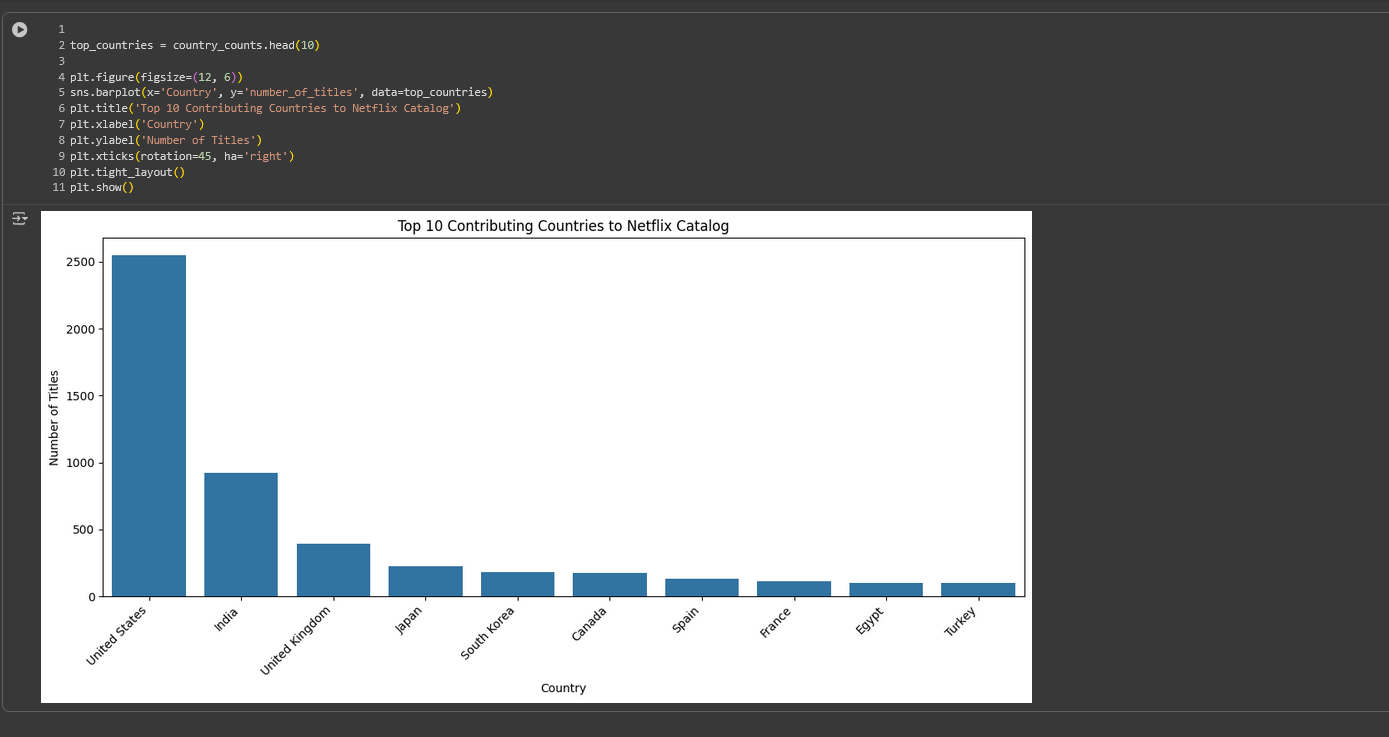 1
2 top_countries = country_counts.head(10)
3
4 plt.figure(figsize=(12, 6))
5 sns.barplot(x='Country', y='number_of_titles', data=top_countries)
6 plt.title('Top 10 Contributing Countries to Netflix Catalog')
7 plt.xlabel('Country')
8 plt.ylabel('Number of Titles')
9 plt.xticks(rotation=45, ha='right')
10 plt.tight_layout()
11 plt.show()
Top 10 Contributing Countries to Netflix Catalog
Number of Titles
2500
2000
1500
1000
500
0
United States
India
United Kingdom
Japan
South Korea
Canada
Spain
France
Egypt
Turkey
Country